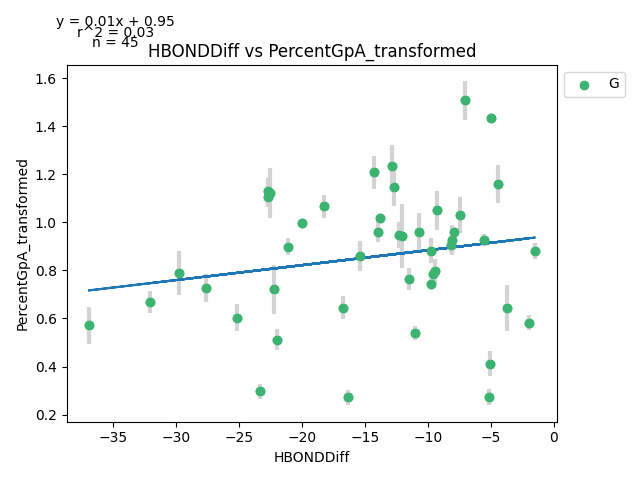 y = 0.01x + 0.95
r^2 = 0.03
n = 45
HBONDDiff vs PercentGpA_transformed
G
PercentGpA_transformed
1.6
1.4
1.2
1.0
0.8
0.6
0.4
0.2
−35
−30
−25
−20
−15
−10
−5
0
HBONDDiff